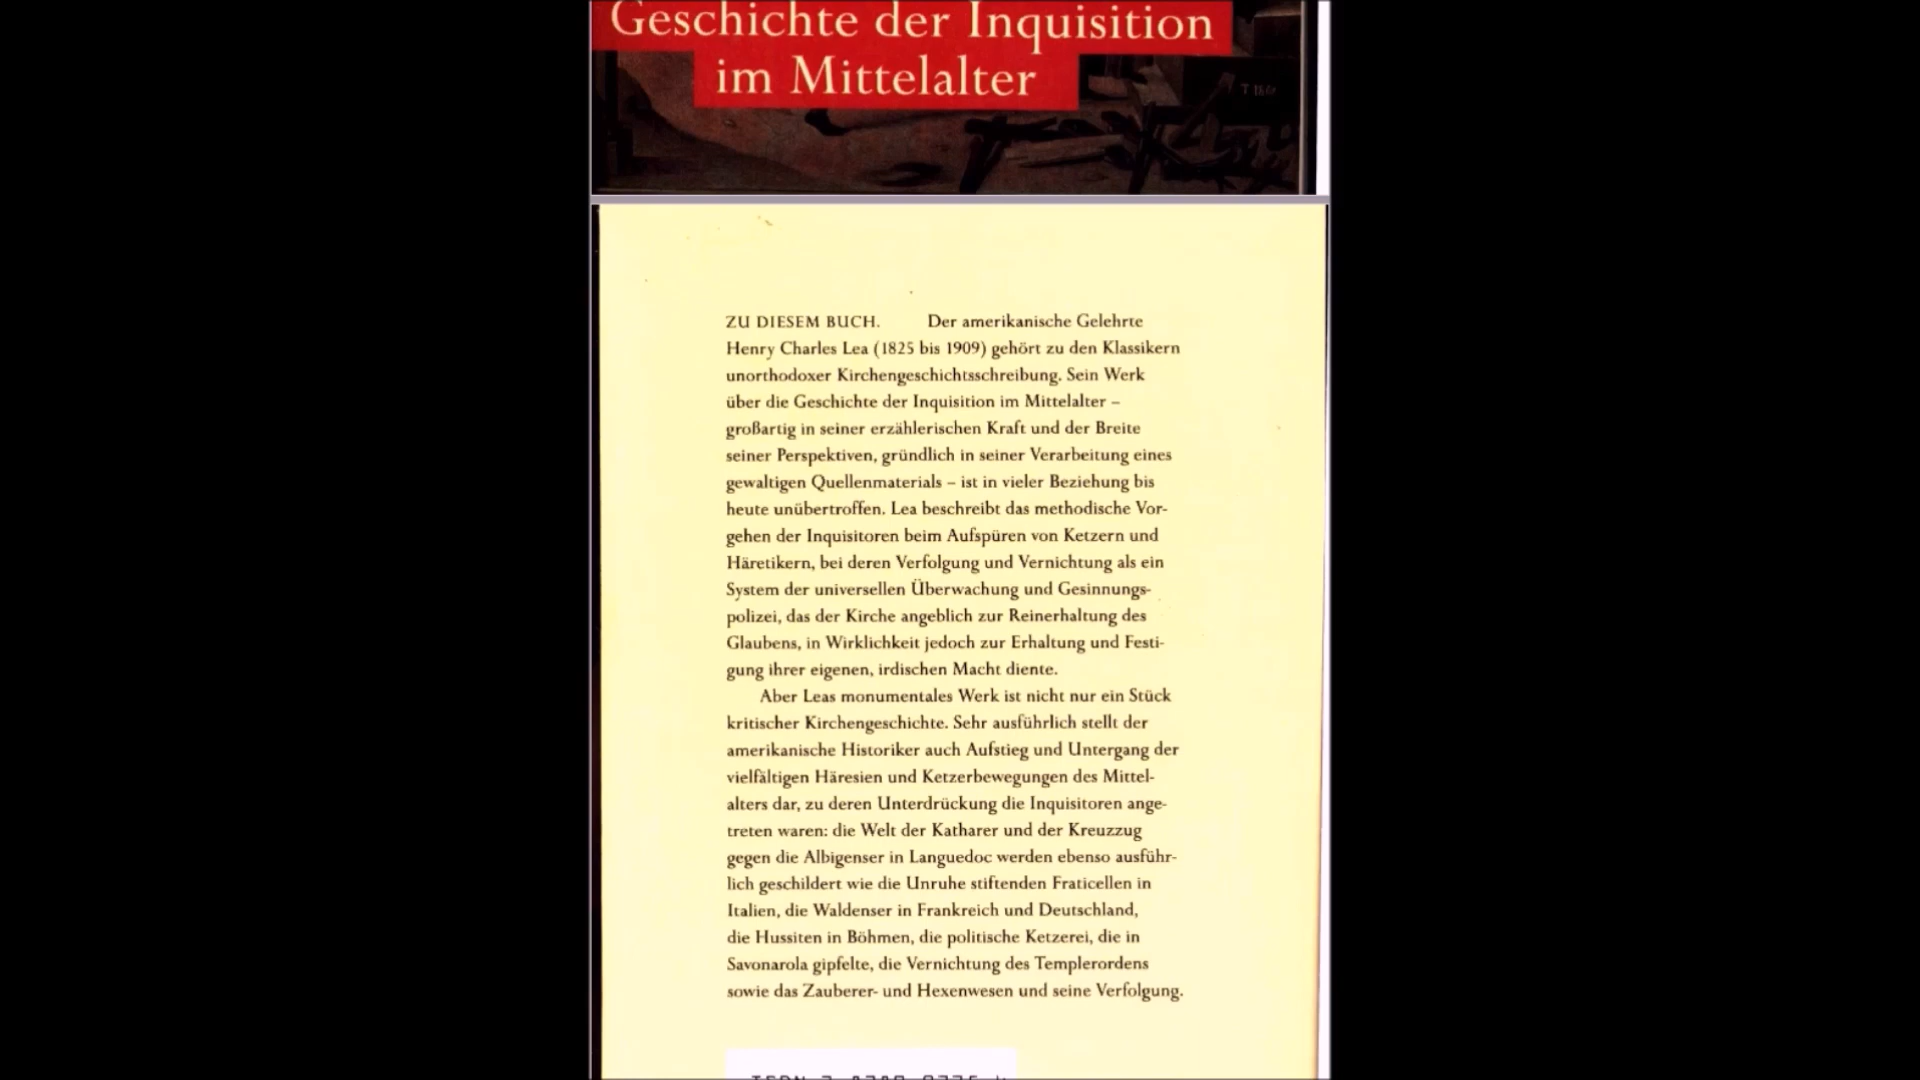 Geschichte der Inquisition
im Mittelalter
ZU DIESEM BUCH. Der amerikanische Gelehrte
Henry Charles Lea (1825 bis 1909) gehört zu den Klassikern
unorthodoxer Kirchengeschichtsschreibung. Sein Werk
über die Geschichte der Inquisition im Mittelalter –
großartig in seiner erzählerischen Kraft und der Breite
seiner Perspektiven, gründlich in seiner Verarbeitung eines
gewaltigen Quellenmaterials – ist in vieler Beziehung bis
heute unübertroffen. Lea beschreibt das methodische Vor-
gehen der Inquisitoren beim Aufspüren von Ketzern und
Häretikern, bei deren Verfolgung und Vernichtung als ein
System der universellen Überwachung und Gesinnungs-
polizei, das der Kirche angeblich zur Reinerhaltung des
Glaubens, in Wirklichkeit jedoch zur Erhaltung und Festi-
gung ihrer eigenen, irdischen Macht diente.
Aber Leas monumentales Werk ist nicht nur ein Stück
kritischer Kirchengeschichte. Sehr ausführlich stellt der
amerikanische Historiker auch Aufstieg und Untergang der
vielfältigen Häresien und Ketzerbewegungen des Mittel-
alters dar, zu deren Unterdrückung die Inquisitoren ange-
treten waren: die Welt der Katharer und der Kreuzzug
gegen die Albigenser in Languedoc werden ebenso ausführ-
lich geschildert wie die Unruhe stiftenden Fraticellen in
Italien, die Waldenser in Frankreich und Deutschland,
die Hussiten in Böhmen, die politische Ketzerei, die in
Savonarola gipfelte, die Vernichtung des Templerordens
sowie das Zauberer- und Hexenwesen und seine Verfolgung.